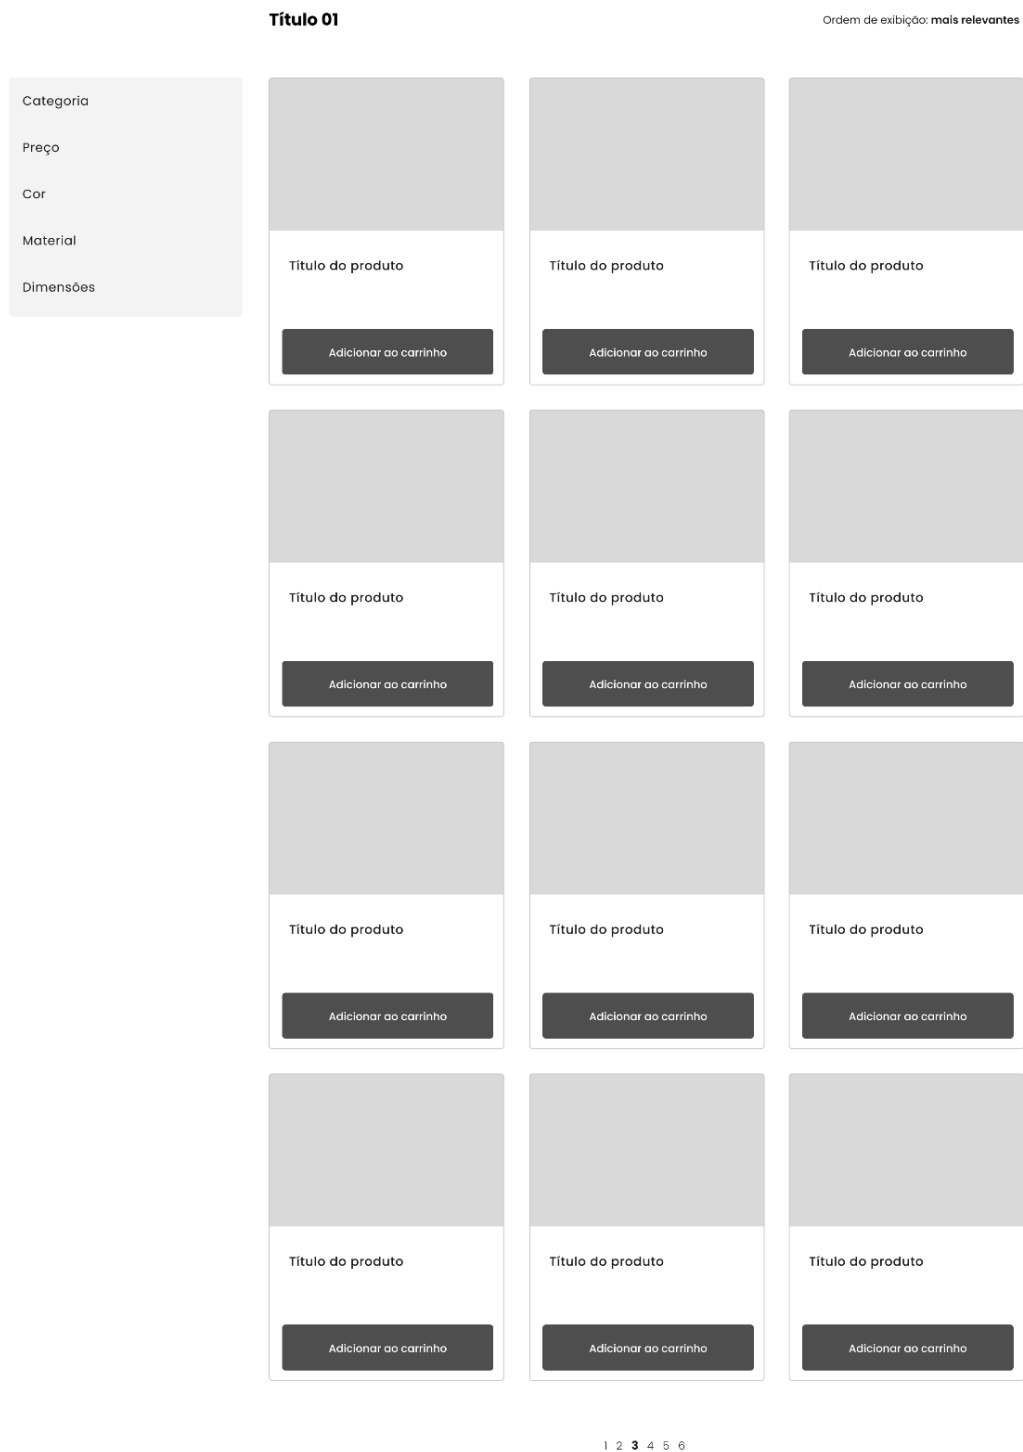 Título 01
Ordem de exibição: mais relevantes
Categoria
Preço
Cor
Material
Dimensões
Título do produto
Título do produto
Título do produto
Adicionar ao carrinho
Adicionar ao carrinho
Adicionar ao carrinho
Título do produto
Título do produto
Título do produto
Adicionar ao carrinho
Adicionar ao carrinho
Adicionar ao carrinho
Título do produto
Título do produto
Título do produto
Adicionar ao carrinho
Adicionar ao carrinho
Adicionar ao carrinho
Título do produto
Título do produto
Título do produto
Adicionar ao carrinho
Adicionar ao carrinho
Adicionar ao carrinho
1 2 3 4 5 6